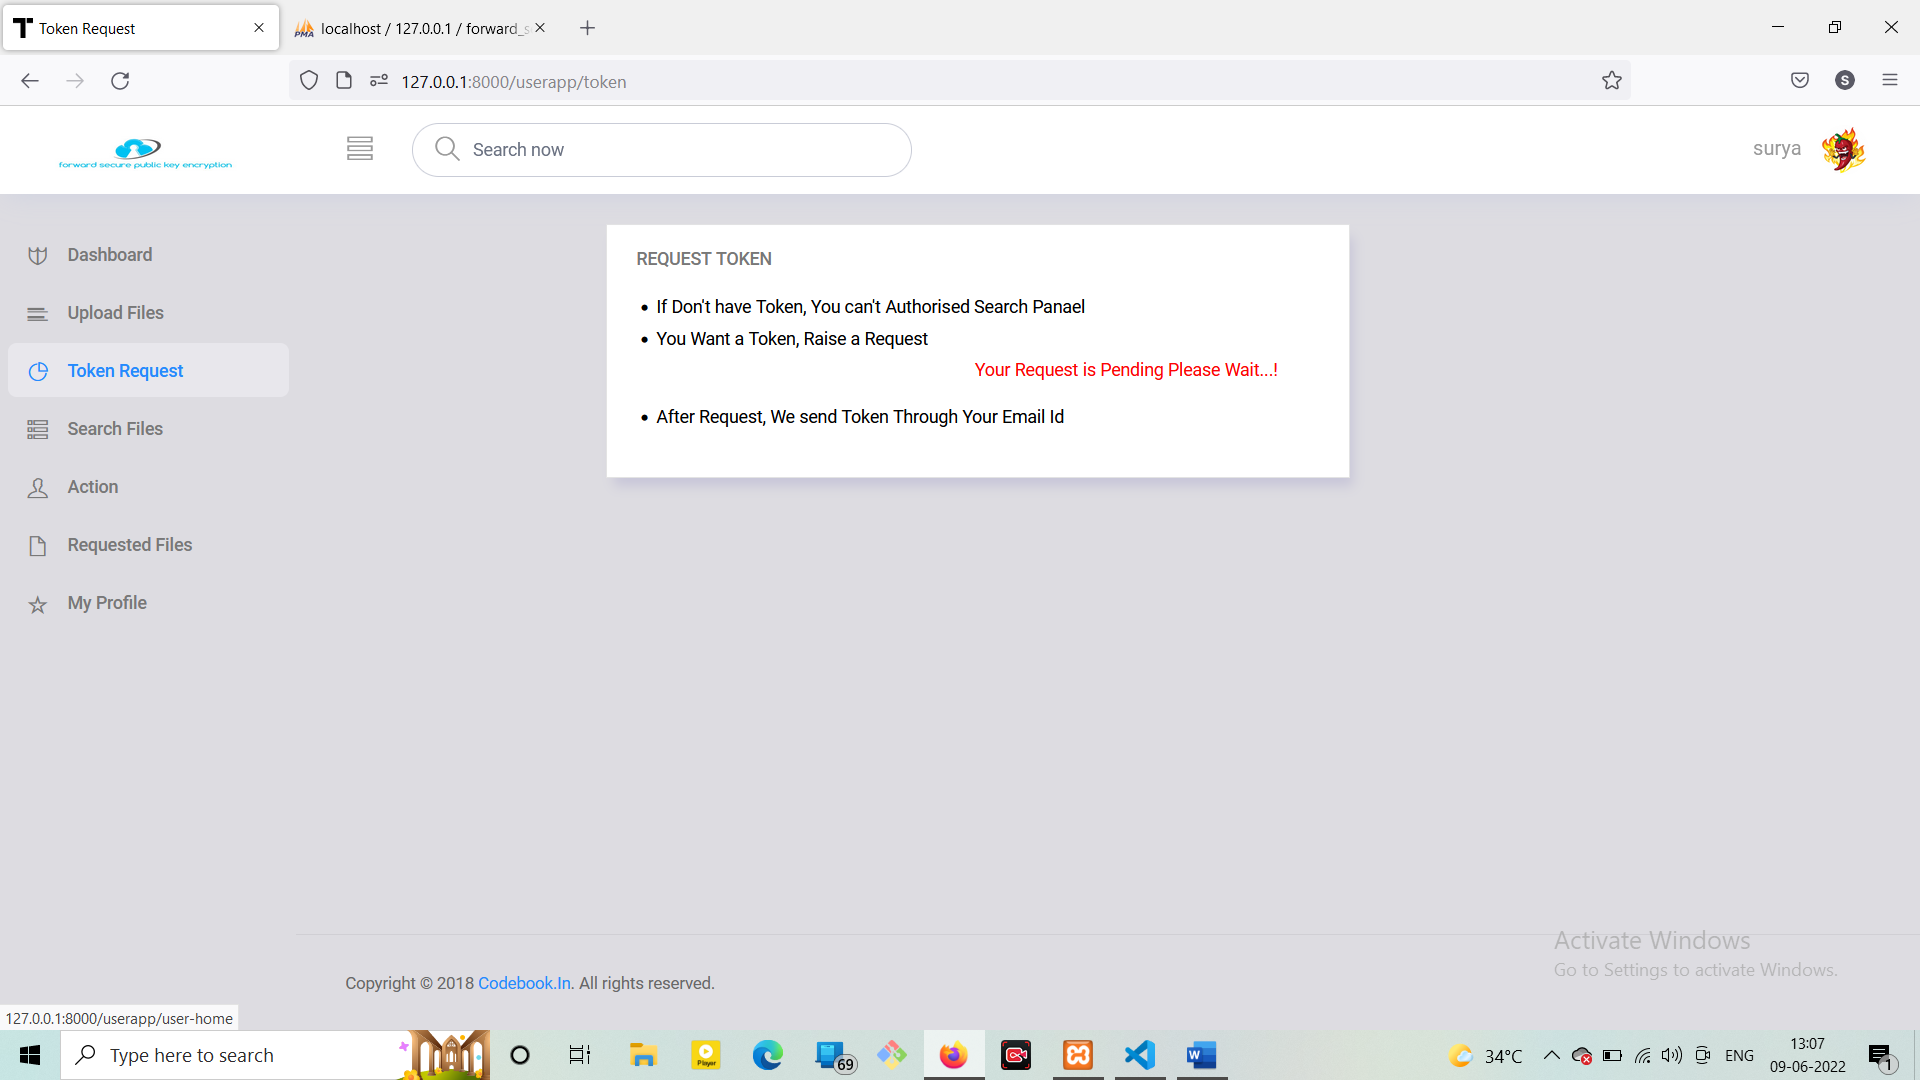 Token Request
localhost / 127.0.0.1 / forward_s
127.0.0.1:8000/userapp/token
forward secure public key encryption
Search now
surya
Dashboard
Upload Files
Token Request
Search Files
Action
Requested Files
My Profile
REQUEST TOKEN
• If Don't have Token, You can't Authorised Search Panael
• You Want a Token, Raise a Request
Your Request is Pending Please Wait...!
• After Request, We send Token Through Your Email Id
Activate Windows
Go to Settings to activate Windows.
Copyright © 2018 Codebook.In. All rights reserved.
127.0.0.1:8000/userapp/user-home
Type here to search
Player
69
34°C
ENG
13:07
09-06-2022
1